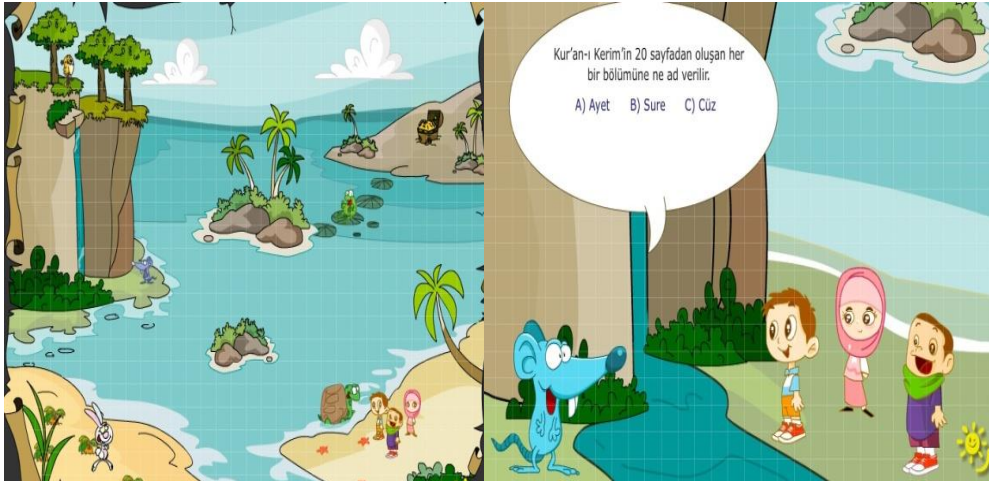 Kur'an-ı Kerim'in 20 sayfadan oluşan her
bir bölümüne ne ad verilir.
A) Ayet B) Sure C) Cüz